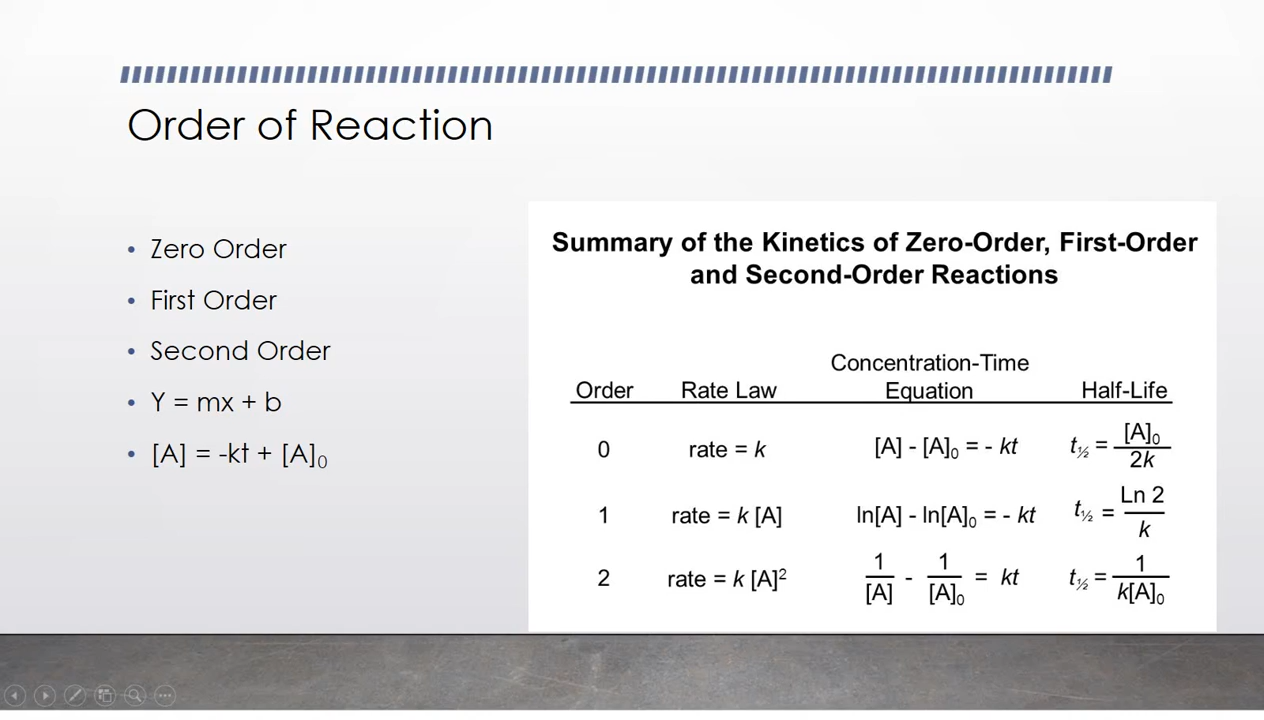 Order of Reaction
• Zero Order
• First Order
• Second Order
• Y = mx + b
• [A] = -kt + [A]₀
Summary of the Kinetics of Zero-Order, First-Order
and Second-Order Reactions
Order Rate Law Concentration-Time Equation Half-Life
0 rate = k [A] - [A]₀ = - kt t½ = [A]₀/2k
1 rate = k [A] ln[A] - ln[A]₀ = - kt t½ = Ln 2/k
2 rate = k [A]² 1/[A] - 1/[A]₀ = kt t½ = 1/k[A]₀